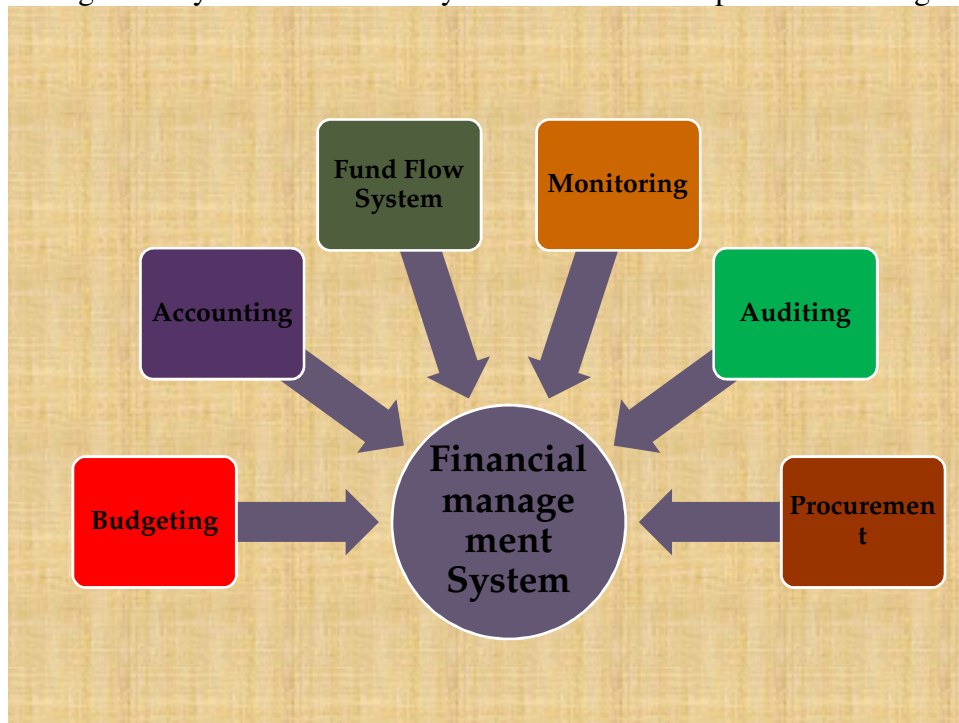 Fund Flow
System
Monitoring
Accounting
Auditing
Financial
manage
ment
System
Budgeting
Procuremen
t